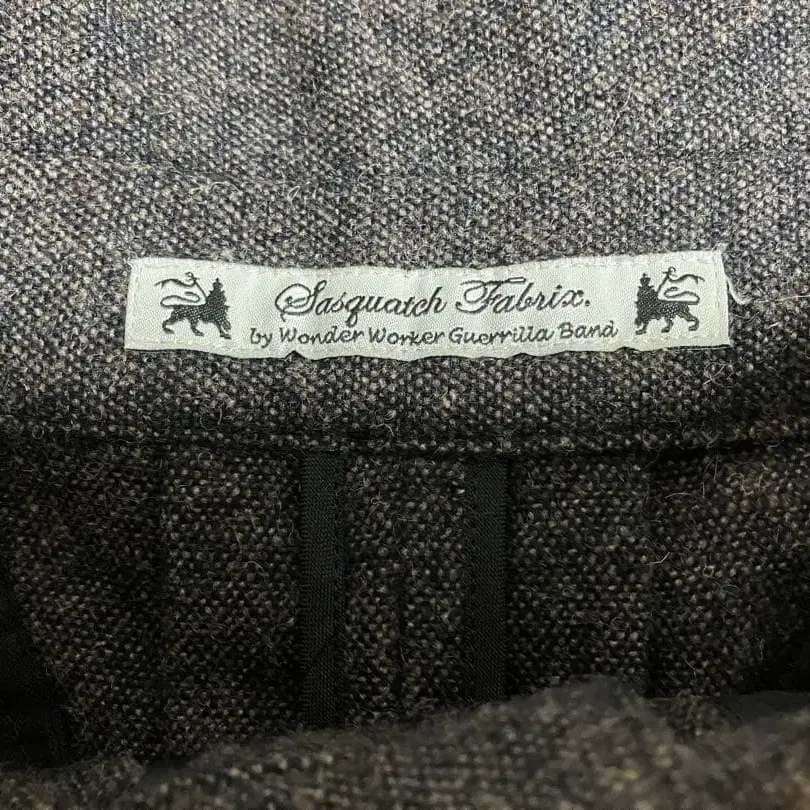 Sasquatch Fabrix.
by Wonder Worker Guerrilla Band